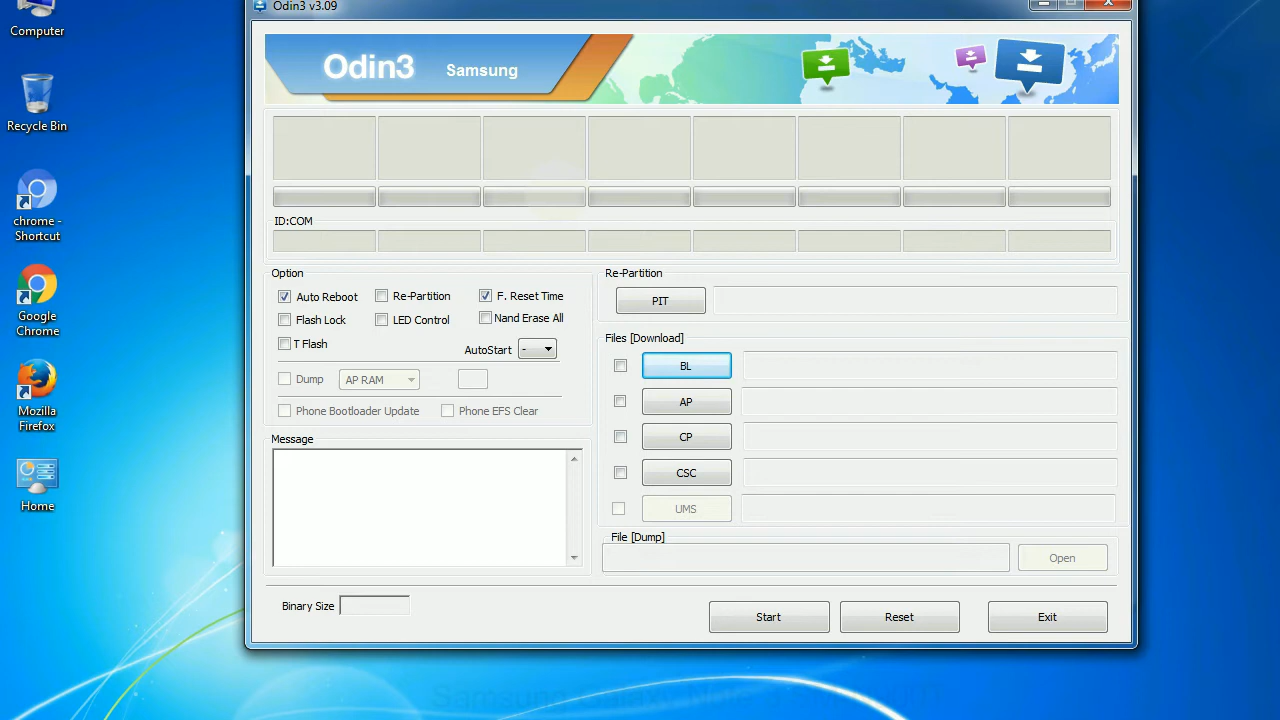 Odin3 v3.09
Computer
Recycle Bin
chrome -
Shortcut
Google
Chrome
Mozilla
Firefox
Home
Odin3 Samsung
ID:COM
Option
Auto Reboot Re-Partition F. Reset Time
Flash Lock LED Control Nand Erase All
T Flash AutoStart -
Dump AP RAM
Phone Bootloader Update Phone EFS Clear
Message
Re-Partition
PIT
Files [Download]
BL
AP
CP
CSC
UMS
File [Dump]
Open
Binary Size
Start Reset Exit
Samsung Galaxy Note